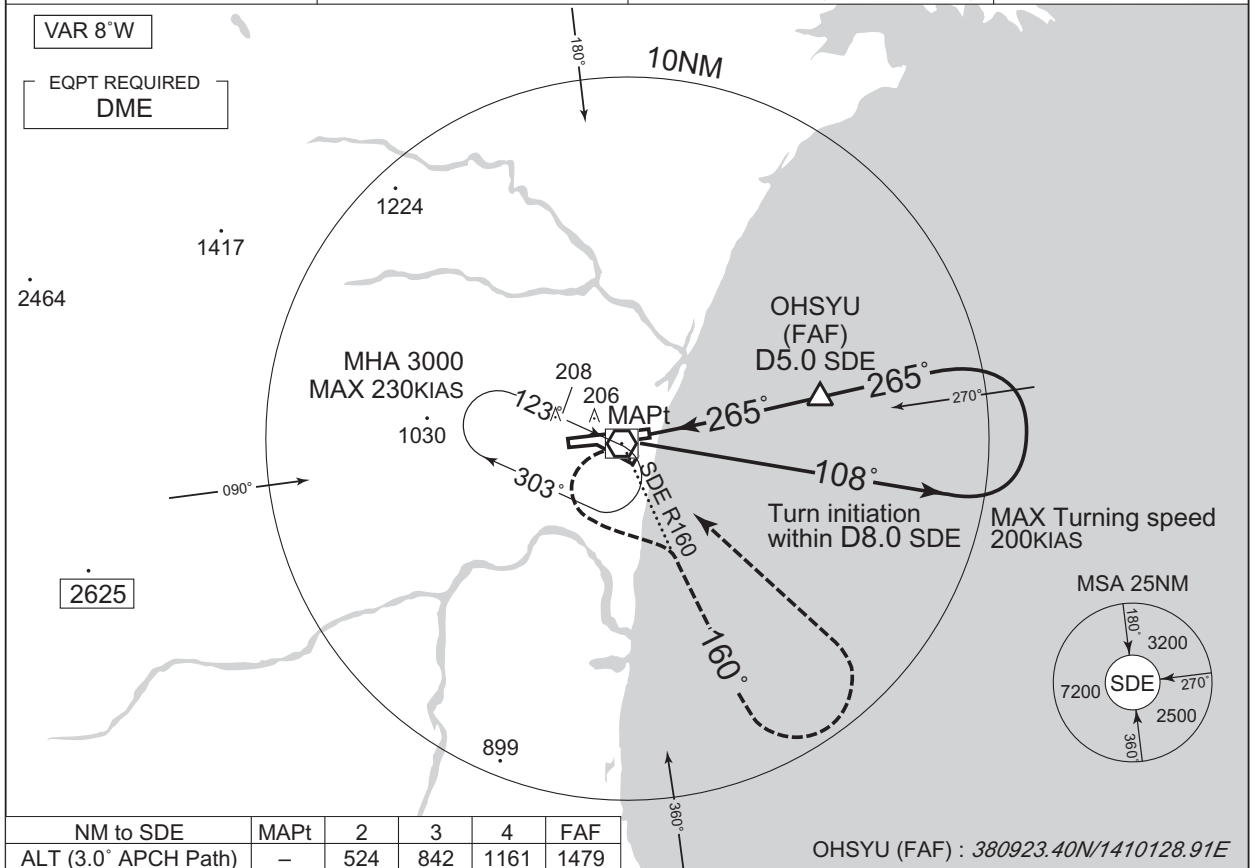 VAR 8˚W
180˚
10NM
EQPT REQUIRED
DME
1224
1417
2464
OHSYU
(FAF)
D5.0 SDE
265˚
265˚
270˚
MHA 3000
MAX 230KIAS
208
206
MAPt
123˚
1030
303˚
090˚
SDE R160
108˚
Turn initiation
within D8.0 SDE
MAX Turning speed
200KIAS
2625
160˚
MSA 25NM
180˚
3200
SDE
270˚
7200
2500
360˚
899
360˚
NM to SDE MAPt 2 3 4 FAF
ALT (3.0˚ APCH Path) – 524 842 1161 1479
OHSYU (FAF) : 380923.40N/1410128.91E